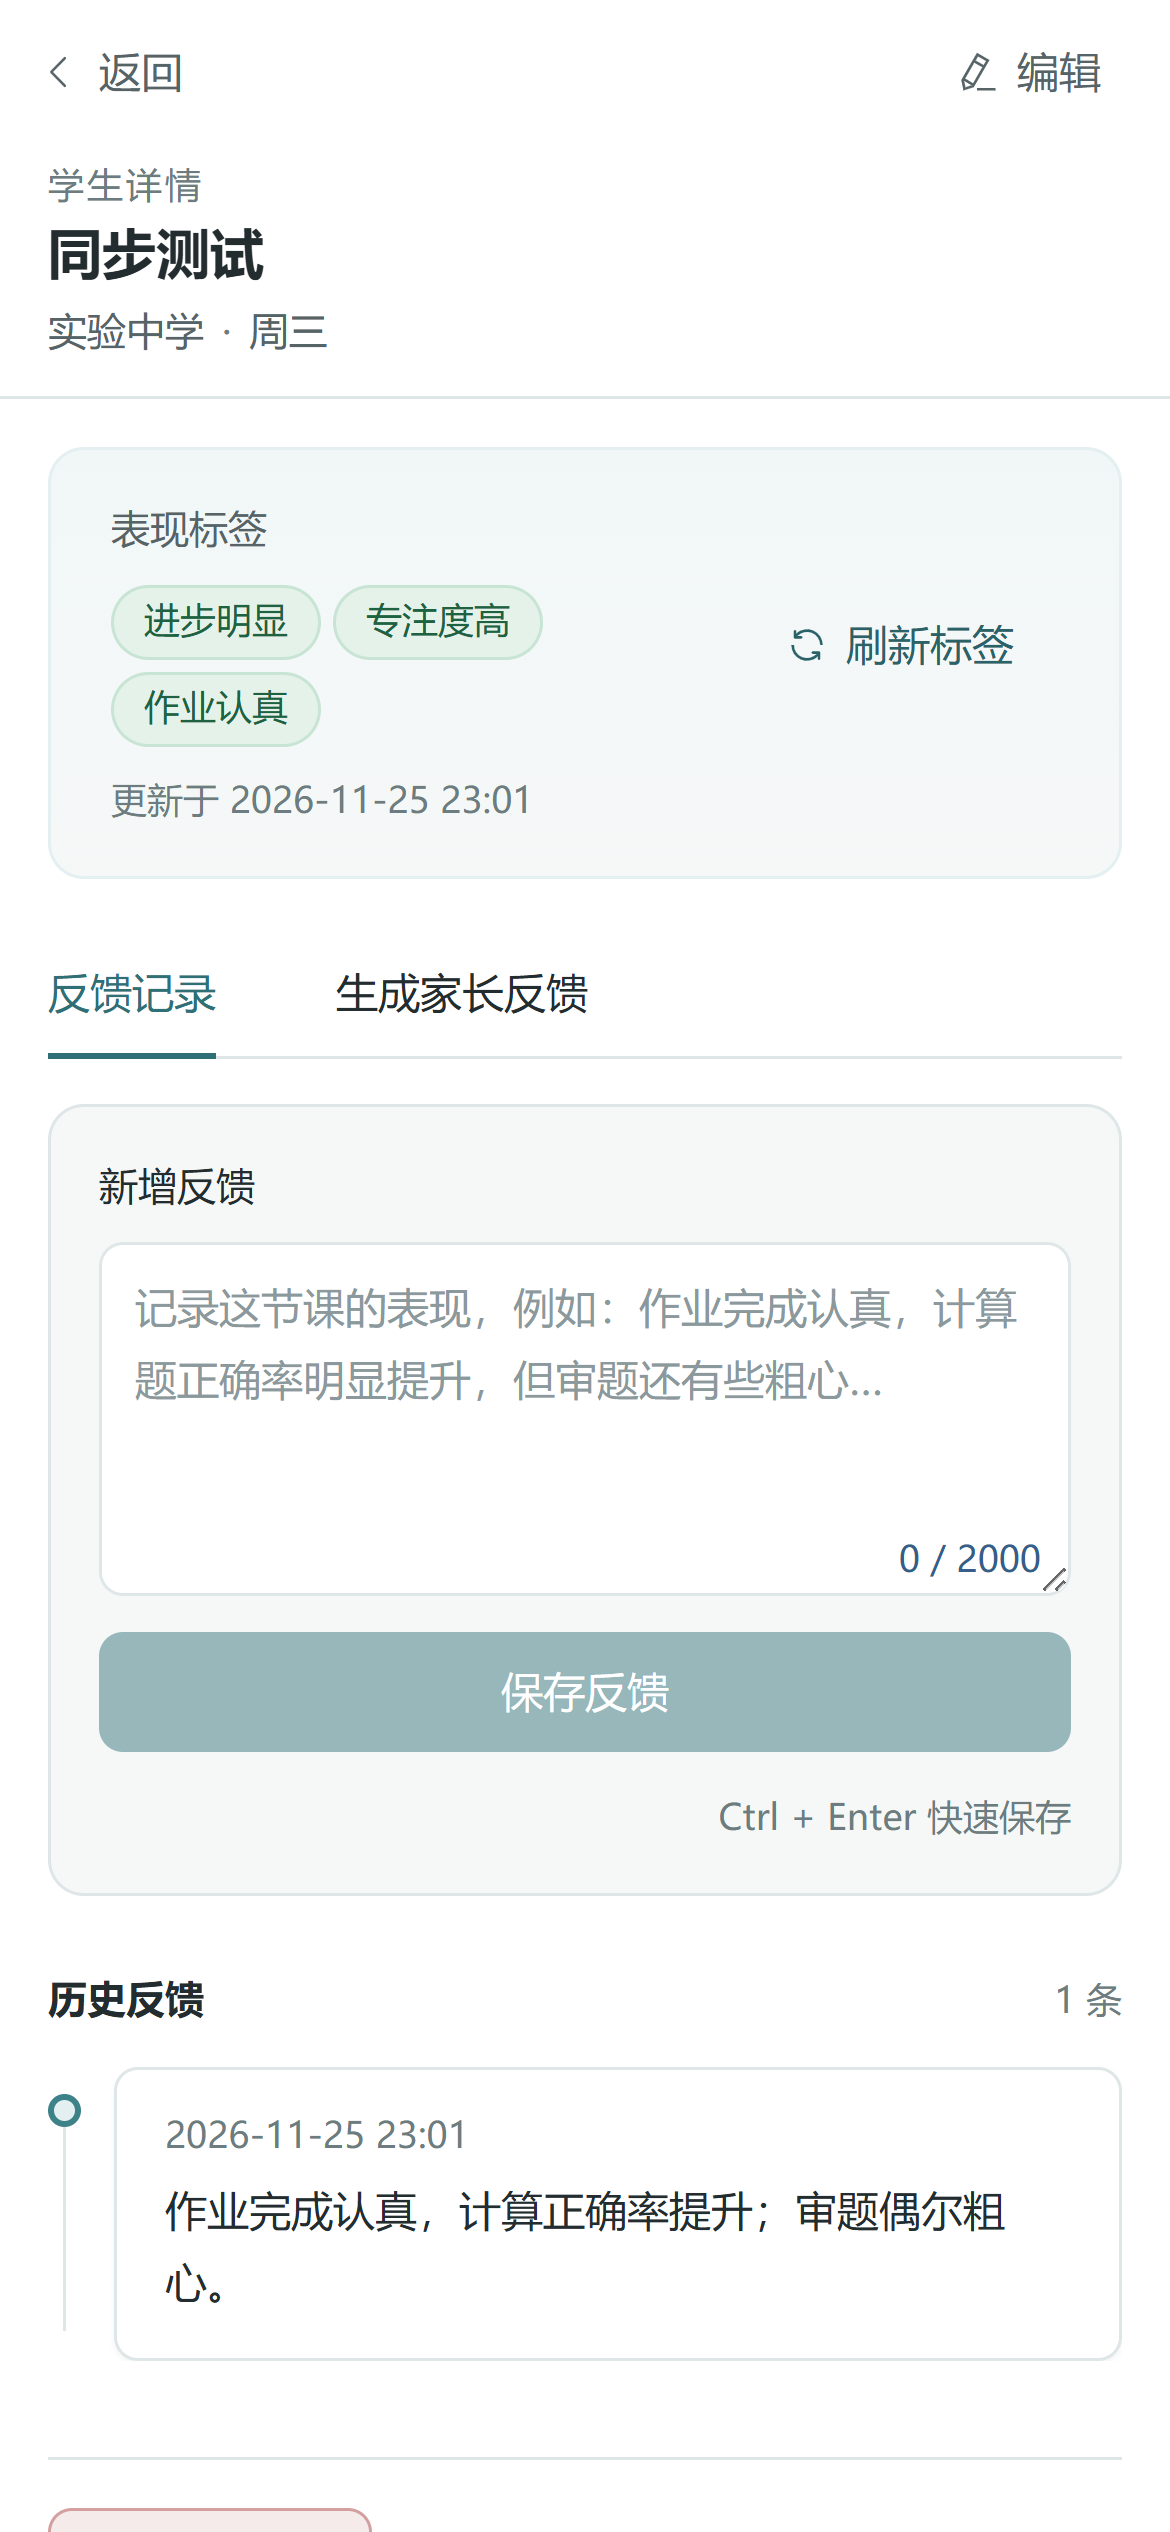 返回
编辑
学生详情
同步测试
实验中学 · 周三
表现标签
进步明显
专注度高
作业认真
刷新标签
更新于 2026-11-25 23:01
反馈记录
生成家长反馈
新增反馈
记录这节课的表现，例如：作业完成认真，计算
题正确率明显提升，但审题还有些粗心...
0 / 2000
保存反馈
Ctrl + Enter 快速保存
历史反馈
1 条
2026-11-25 23:01
作业完成认真，计算正确率提升；审题偶尔粗
心。